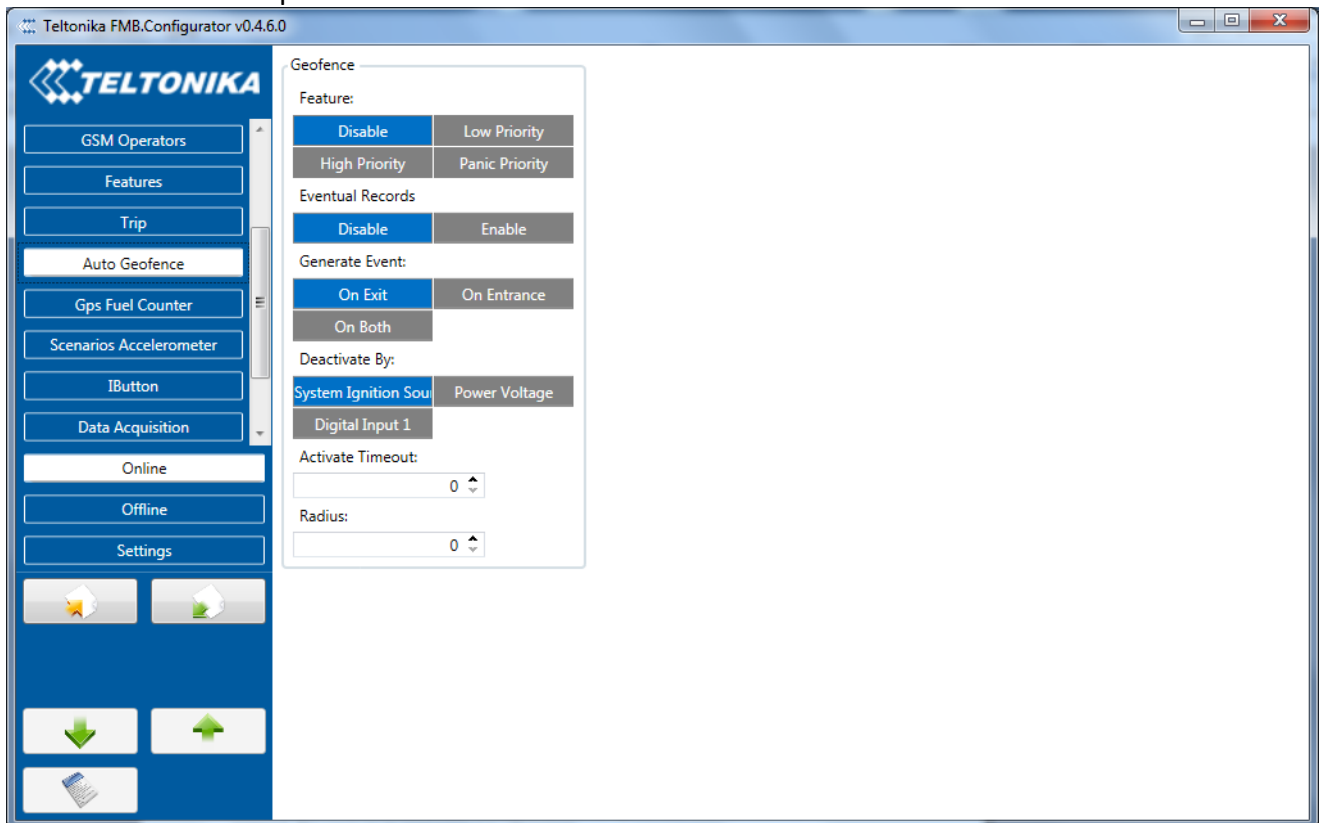 Teltonika FMB.Configurator v0.4.6.0
TELTONIKA
GSM Operators
Features
Trip
Auto Geofence
Gps Fuel Counter
Scenarios Accelerometer
IButton
Data Acquisition
Online
Offline
Settings
Geofence
Feature:
Disable Low Priority
High Priority Panic Priority
Eventual Records
Disable Enable
Generate Event:
On Exit On Entrance
On Both
Deactivate By:
System Ignition Sou Power Voltage
Digital Input 1
Activate Timeout:
0
Radius:
0